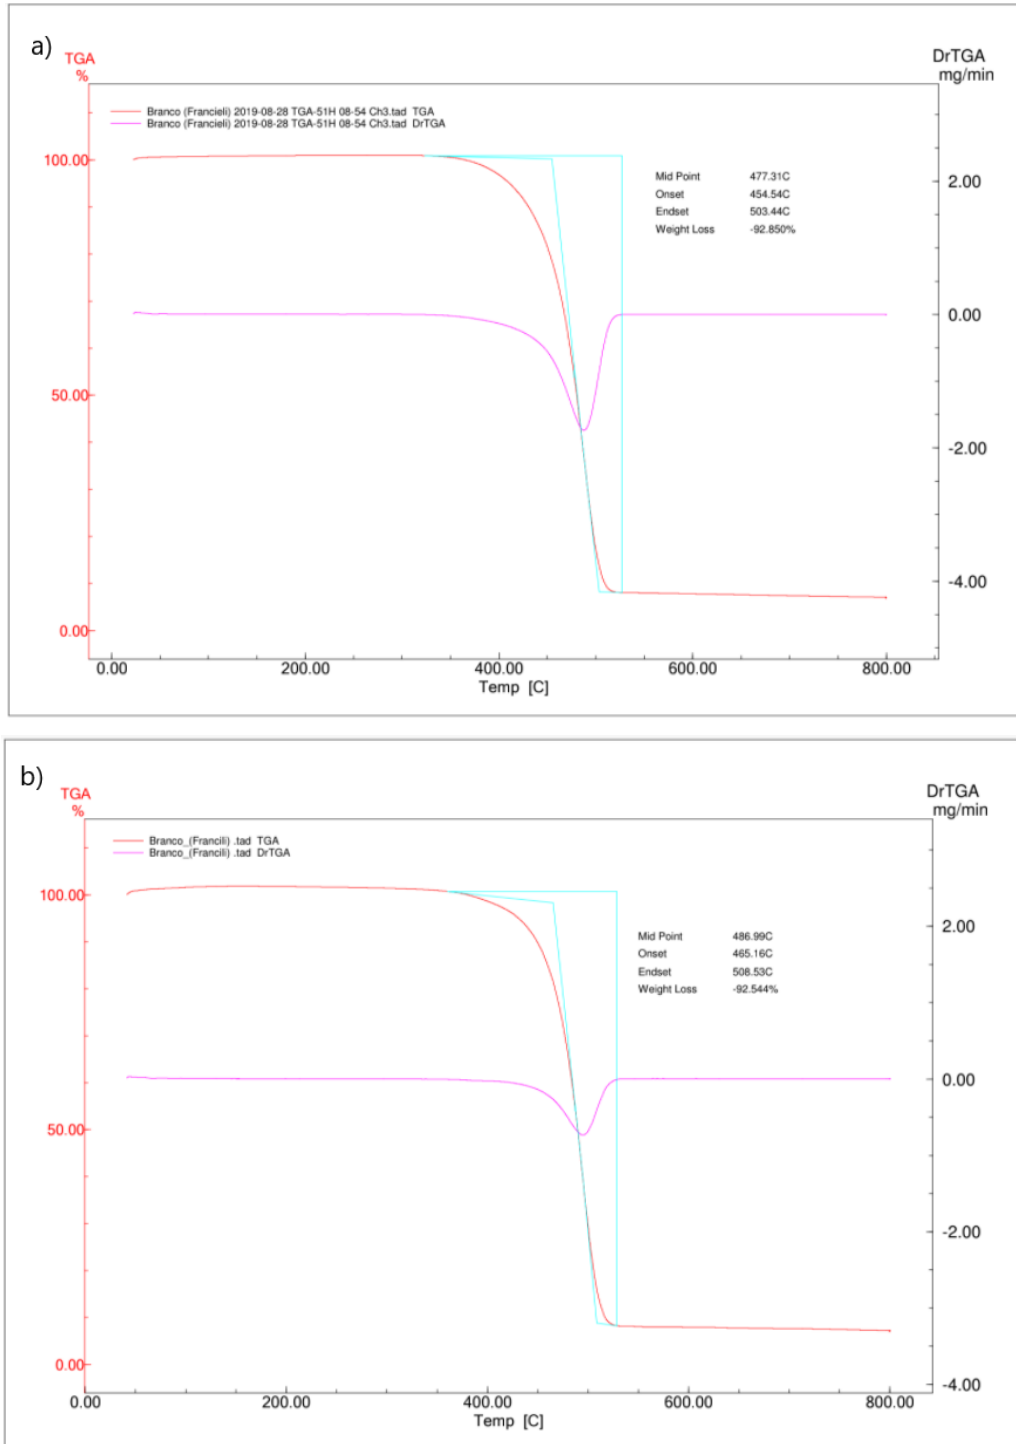 a)
TGA
%
DrTGA
mg/min
Branco (Francieli) 2019-08-28 TGA-51H 08-54 Ch3.tad TGA
Branco (Francieli) 2019-08-28 TGA-51H 08-54 Ch3.tad DrTGA
100.00
50.00
0.00
Mid Point 477.31C
Onset 454.54C
Endset 503.44C
Weight Loss -92.850%
2.00
0.00
-2.00
-4.00
0.00 200.00 400.00 600.00 800.00
Temp [C]
b)
TGA
%
DrTGA
mg/min
Branco_(Francili) .tad TGA
Branco_(Francili) .tad DrTGA
100.00
50.00
0.00
Mid Point 486.99C
Onset 465.16C
Endset 508.53C
Weight Loss -92.544%
2.00
0.00
-2.00
-4.00
0.00 200.00 400.00 600.00 800.00
Temp [C]